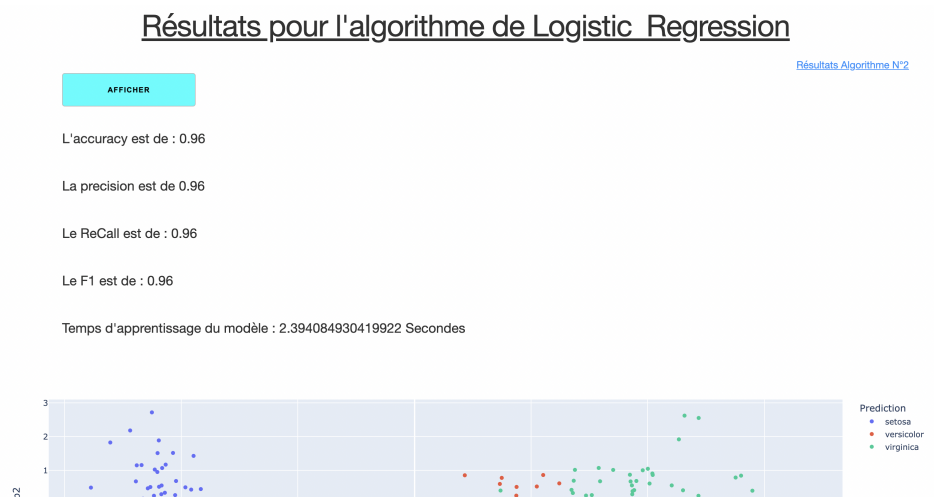 Résultats pour l'algorithme de Logistic Regression
Résultats Algorithme N°2
AFFICHER
L'accuracy est de : 0.96
La precision est de 0.96
Le ReCall est de : 0.96
Le F1 est de : 0.96
Temps d'apprentissage du modèle : 2.394084930419922 Secondes
3
2
1
Prediction
setosa
versicolor
virginica